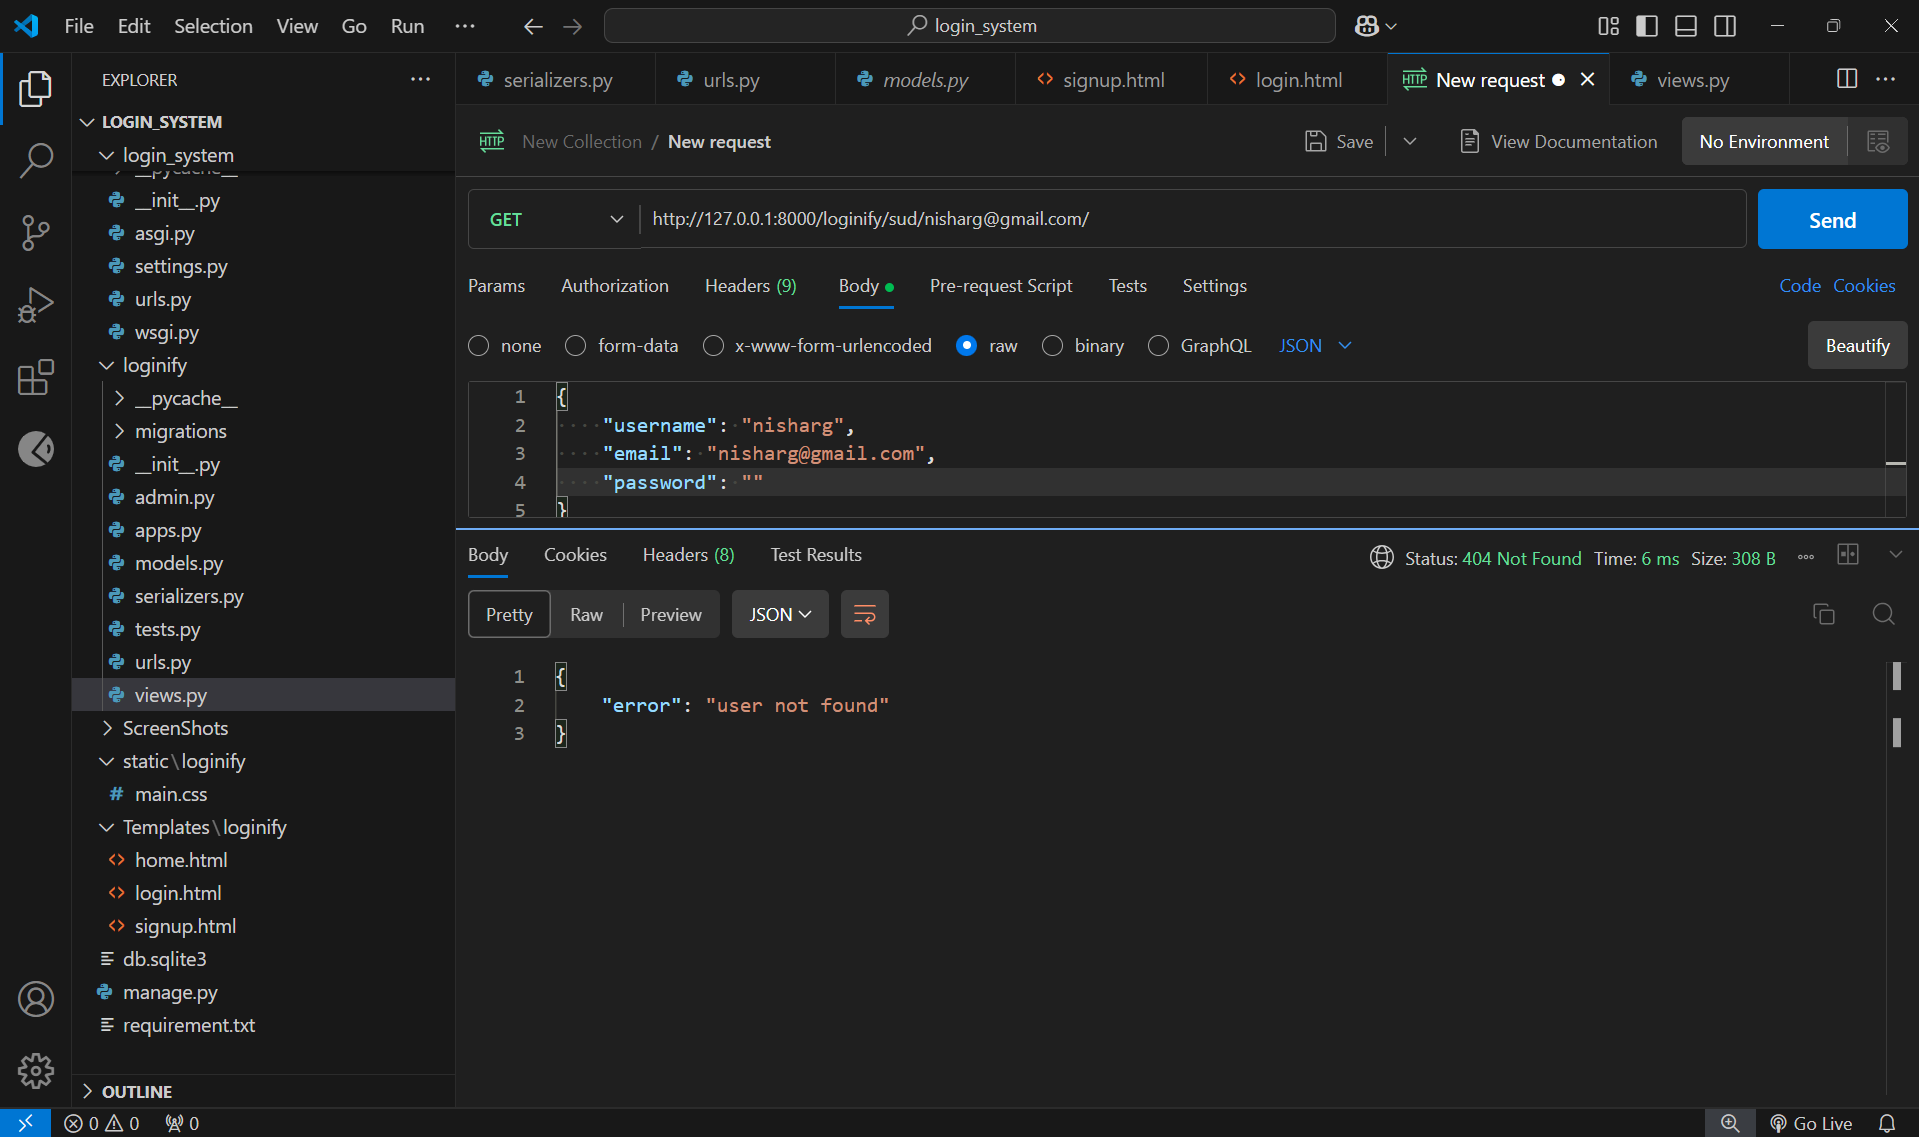 File Edit Selection View Go Run ··· login_system
EXPLORER
LOGIN_SYSTEM
login_system
__pycache__
__init__.py
asgi.py
settings.py
urls.py
wsgi.py
loginify
__pycache__
migrations
__init__.py
admin.py
apps.py
models.py
serializers.py
tests.py
urls.py
views.py
ScreenShots
static\loginify
# main.css
Templates\loginify
<> home.html
<> login.html
<> signup.html
db.sqlite3
manage.py
requirement.txt
OUTLINE
serializers.py urls.py models.py <> signup.html <> login.html HTTP New request views.py
HTTP New Collection / New request Save View Documentation No Environment
GET http://127.0.0.1:8000/loginify/sud/nisharg@gmail.com/ Send
Params Authorization Headers (9) Body Pre-request Script Tests Settings Code Cookies
none form-data x-www-form-urlencoded raw binary GraphQL JSON Beautify
1 {
2 ····"username":·"nisharg",
3 ····"email":·"nisharg@gmail.com",
4 ····"password":·""
5 }
Body Cookies Headers (8) Test Results Status: 404 Not Found Time: 6 ms Size: 308 B
Pretty Raw Preview JSON
1 {
2 "error": "user not found"
3 }
0 0 0 Go Live